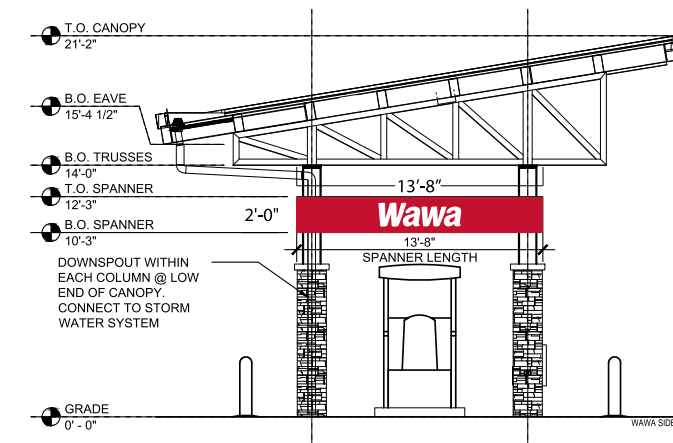 T.O. CANOPY
21'-2"
B.O. EAVE
15'-4 1/2"
B.O. TRUSSES
14'-0"
T.O. SPANNER
12'-3"
B.O. SPANNER
10'-3"
13'-8"
2'-0"
Wawa
13'-8"
SPANNER LENGTH
DOWNSPOUT WITHIN
EACH COLUMN @ LOW
END OF CANOPY.
CONNECT TO STORM
WATER SYSTEM
GRADE
0' - 0"
WAWA SIDE